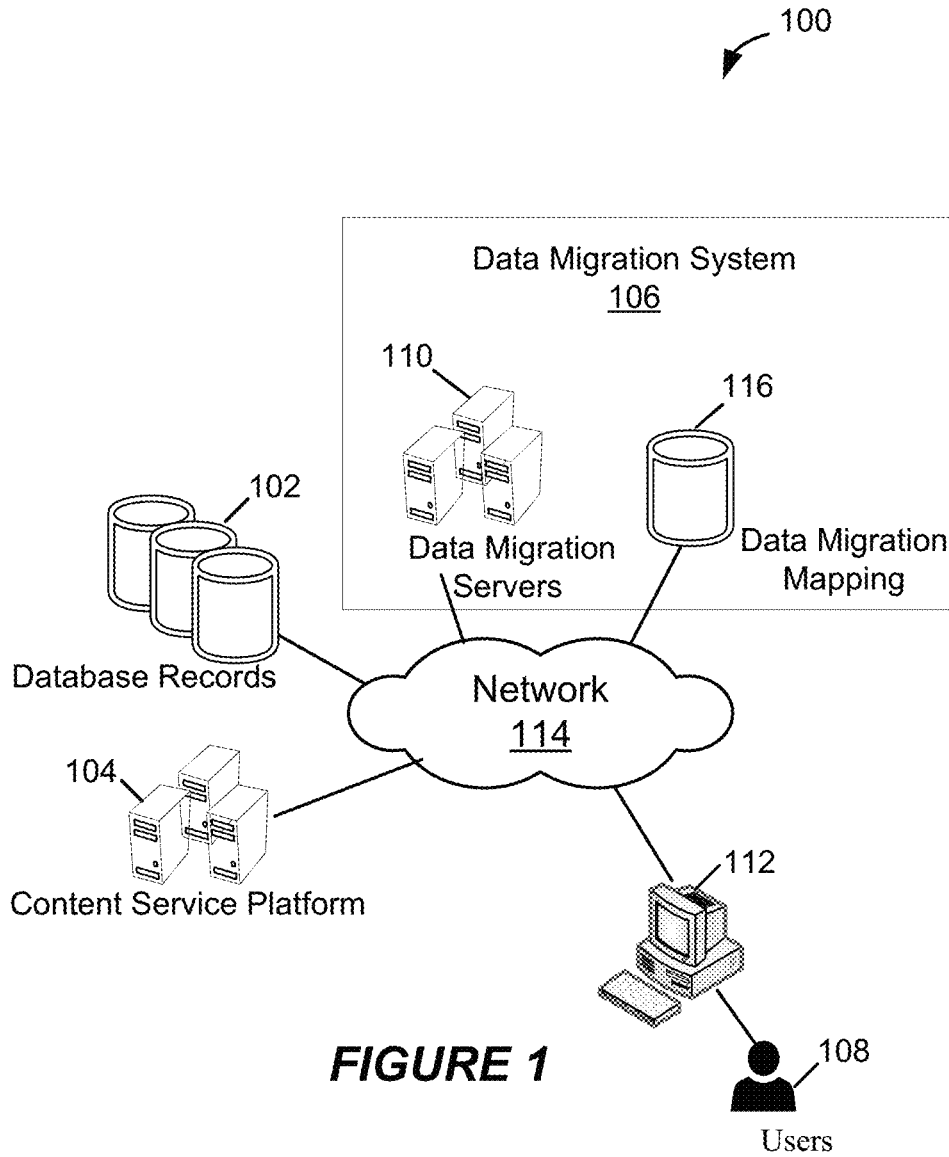 100
Data Migration System
106
110
116
102
Data Migration
Servers
Data Migration
Mapping
Database Records
Network
114
104
Content Service Platform
112
FIGURE 1
108
Users